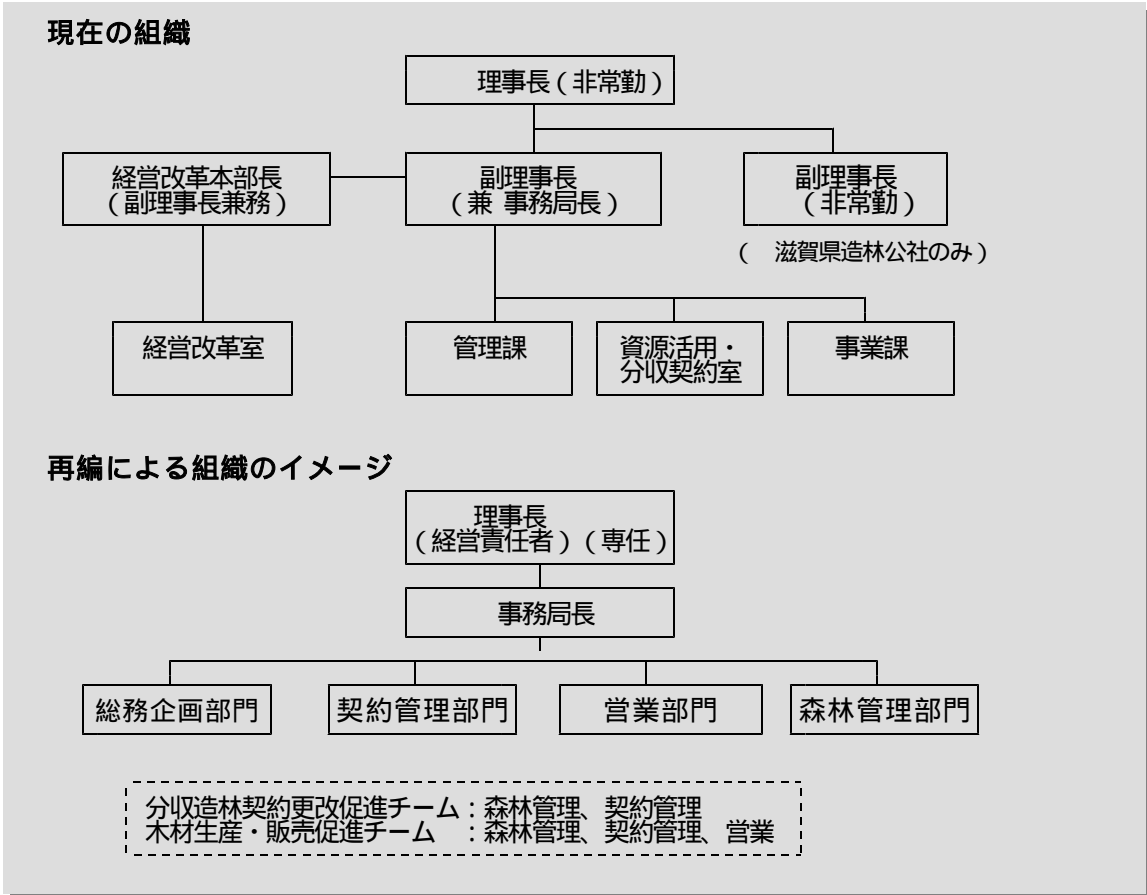 現在の組織
理事長（非常勤）
経営改革本部長
（副理事長兼務）
副理事長
（兼 事務局長）
副理事長
（非常勤）
（　滋賀県造林公社のみ）
経営改革室
管理課
資源活用・
分収契約室
事業課
再編による組織のイメージ
理事長
（経営責任者）（専任）
事務局長
総務企画部門
契約管理部門
営業部門
森林管理部門
分収造林契約更改促進チーム：森林管理、契約管理
木材生産・販売促進チーム　：森林管理、契約管理、営業